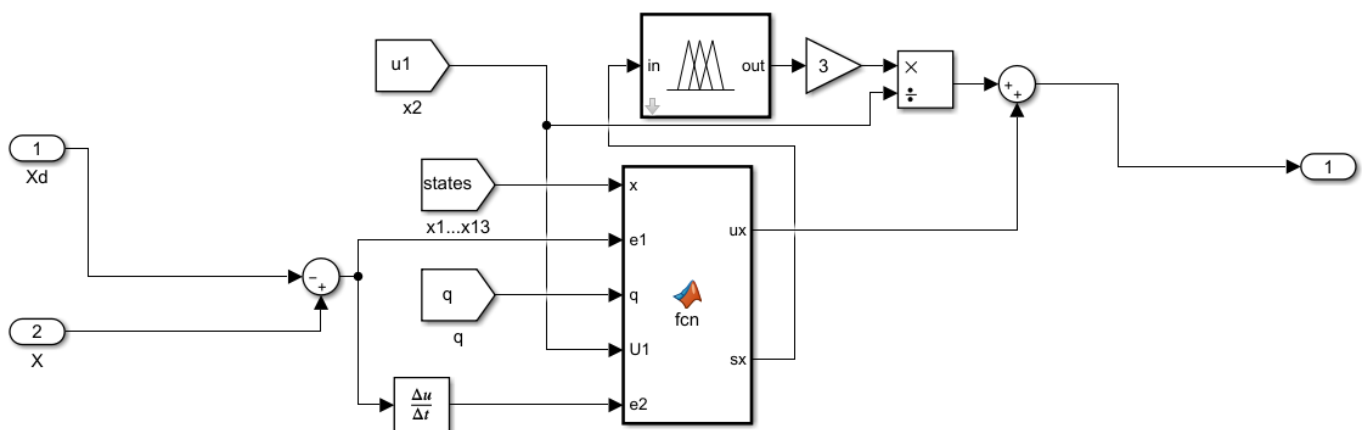 u1
x2
in
out
3
×
÷
+
+
1
Xd
states
x1...x13
x
e1
q
U1
e2
ux
sx
fcn
1
−
+
q
q
2
X
Δu
Δt